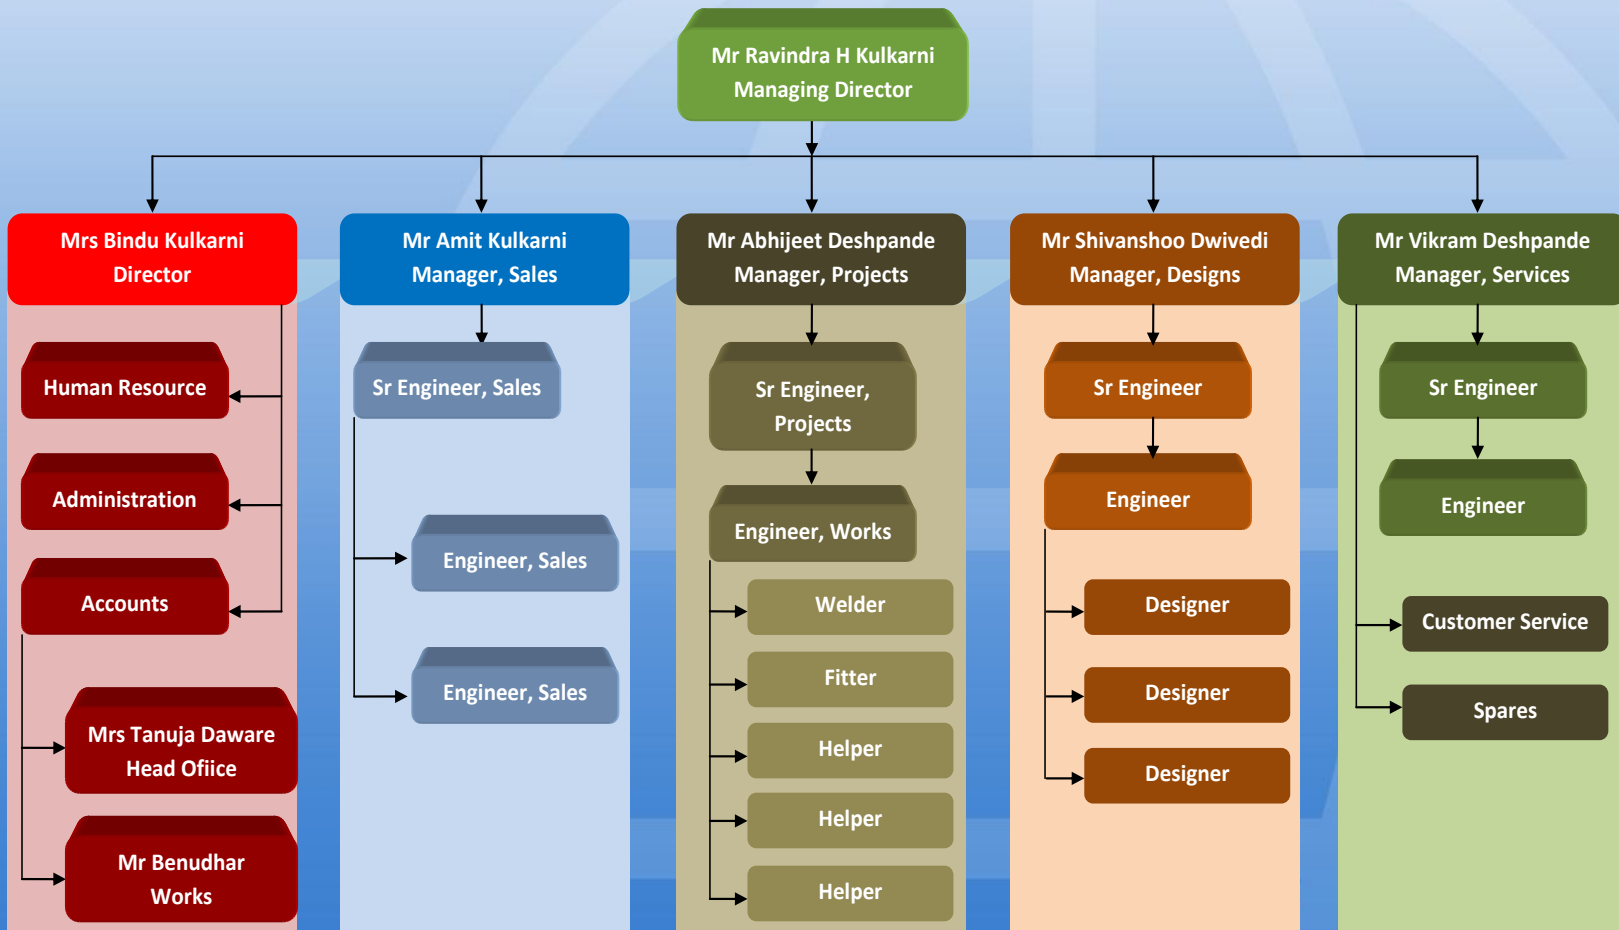 Mr Ravindra H Kulkarni
Managing Director
Mrs Bindu Kulkarni
Director
Human Resource
Administration
Accounts
Mrs Tanuja Daware
Head Ofiice
Mr Benudhar
Works
Mr Amit Kulkarni
Manager, Sales
Sr Engineer, Sales
Engineer, Sales
Engineer, Sales
Mr Abhijeet Deshpande
Manager, Projects
Sr Engineer,
Projects
Engineer, Works
Welder
Fitter
Helper
Helper
Helper
Mr Shivanshoo Dwivedi
Manager, Designs
Sr Engineer
Engineer
Designer
Designer
Designer
Mr Vikram Deshpande
Manager, Services
Sr Engineer
Engineer
Customer Service
Spares